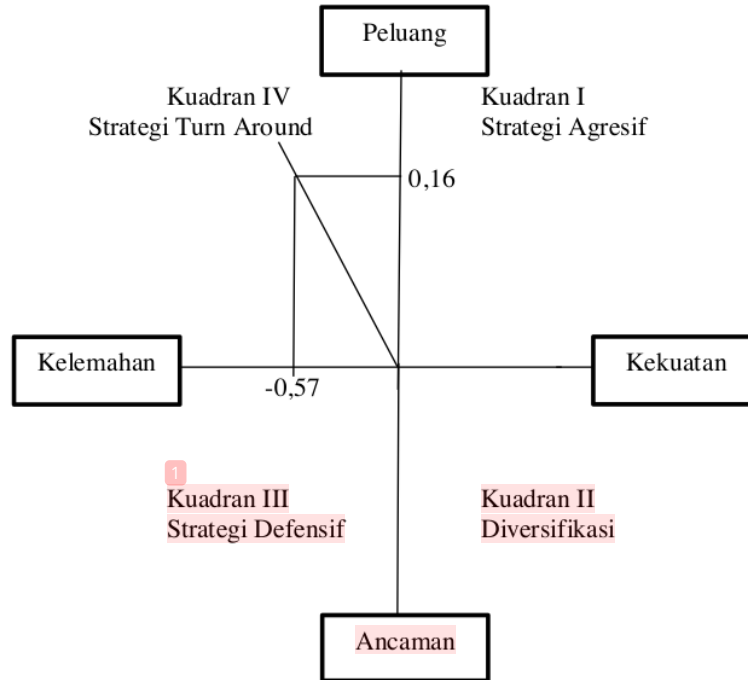 Peluang
Kuadran IV
Strategi Turn Around
Kuadran I
Strategi Agresif
0,16
Kelemahan
Kekuatan
-0,57
1
Kuadran III
Strategi Defensif
Kuadran II
Diversifikasi
Ancaman